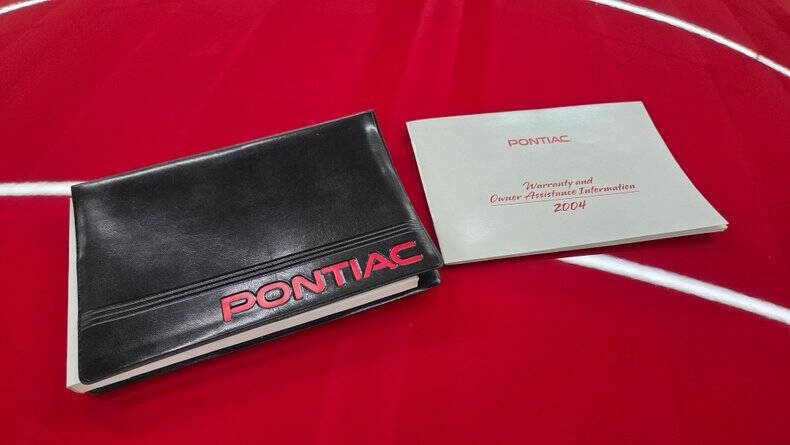 PONTIAC
PONTIAC
Warranty and
Owner Assistance Information
2004